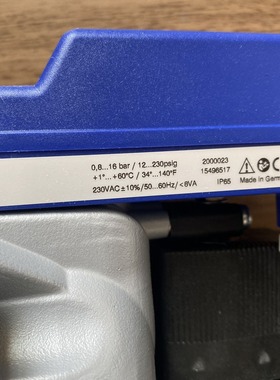 0,8...16 bar / 12...230psig 2000023
+1°...+60°C / 34°...140°F 15496517
230VAC±10%/50...60Hz/<8VA IP65 Made in Germ